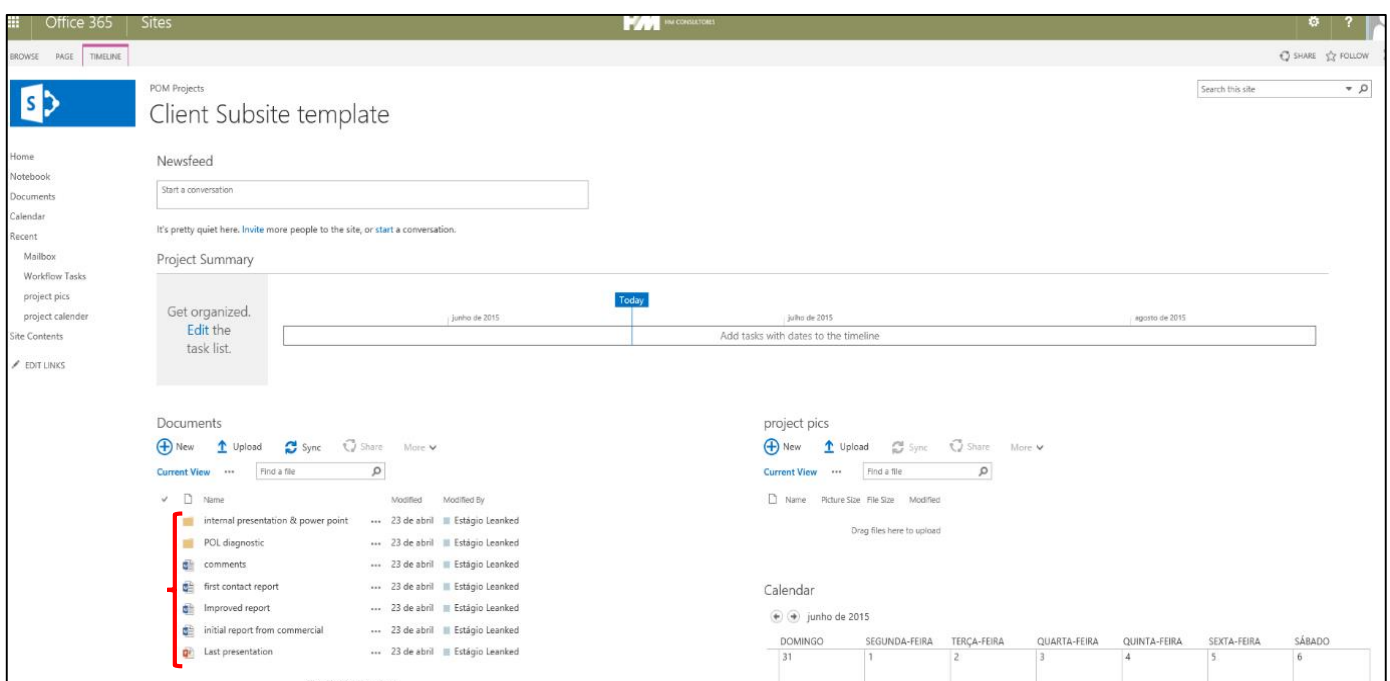 Office 365 Sites
HM CONSULTORES
?
BROWSE PAGE TIMELINE
SHARE FOLLOW
S
POM Projects
Client Subsite template
Search this site
Home
Notebook
Documents
Calendar
Recent
Mailbox
Workflow Tasks
project pics
project calender
Site Contents
EDIT LINKS
Newsfeed
Start a conversation
It's pretty quiet here. Invite more people to the site, or start a conversation.
Project Summary
Get organized.
Edit the
task list.
Today
junho de 2015 julho de 2015 agosto de 2015
Add tasks with dates to the timeline
Documents
New Upload Sync Share More
Current View ••• Find a file
Name Modified Modified By
internal presentation & power point ••• 23 de abril Estágio Leanked
POL diagnostic ••• 23 de abril Estágio Leanked
comments ••• 23 de abril Estágio Leanked
first contact report ••• 23 de abril Estágio Leanked
Improved report ••• 23 de abril Estágio Leanked
initial report from commercial ••• 23 de abril Estágio Leanked
Last presentation ••• 23 de abril Estágio Leanked
project pics
New Upload Sync Share More
Current View ••• Find a file
Name Picture Size File Size Modified
Drag files here to upload
Calendar
junho de 2015
DOMINGO SEGUNDA-FEIRA TERÇA-FEIRA QUARTA-FEIRA QUINTA-FEIRA SEXTA-FEIRA SÁBADO
31 1 2 3 4 5 6